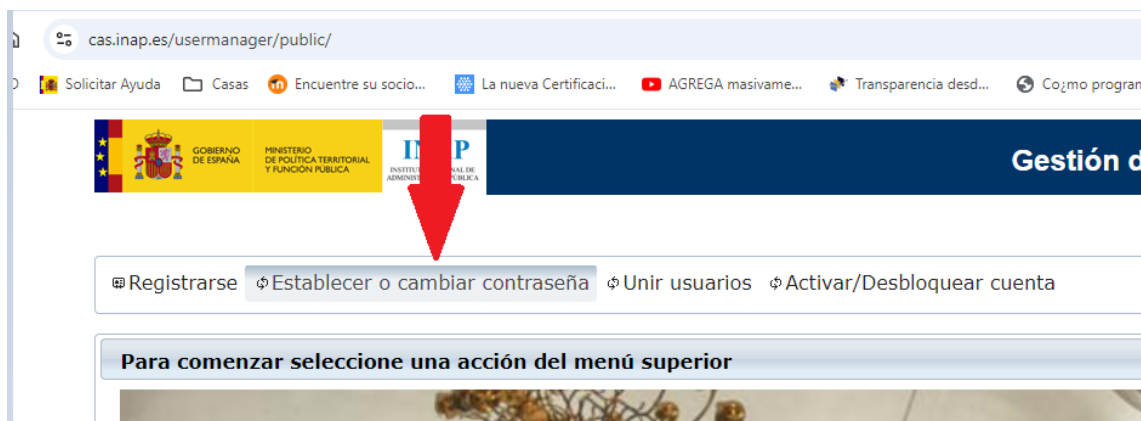 cas.inap.es/usermanager/public/
Solicitar Ayuda Casas Encuentre su socio... La nueva Certificaci... AGREGA masivame... Transparencia desd... Co¿mo program
GOBIERNO
DE ESPAÑA
MINISTERIO
DE POLÍTICA TERRITORIAL
Y FUNCIÓN PÚBLICA
Gestión d
Registrarse Establecer o cambiar contraseña Unir usuarios Activar/Desbloquear cuenta
Para comenzar seleccione una acción del menú superior